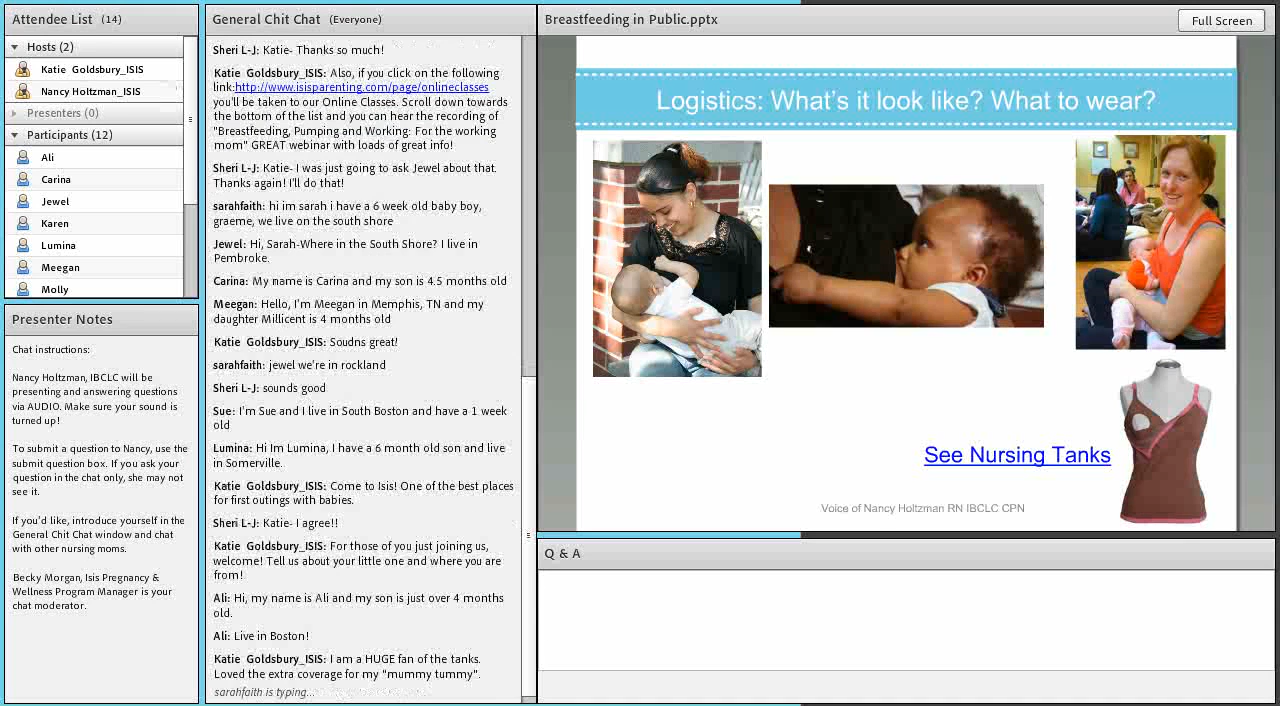 Attendee List (14)
Hosts (2)
Katie Goldsbury_ISIS
Nancy Holtzman_ISIS
Presenters (0)
Participants (12)
Ali
Carina
Jewel
Karen
Lumina
Meegan
Molly
Presenter Notes
Chat instructions:
Nancy Holtzman, IBCLC will be
presenting and answering questions
via AUDIO. Make sure your sound is
turned up!
To submit a question to Nancy, use the
submit question box. If you ask your
question in the chat only, she may not
see it.
If you'd like, introduce yourself in the
General Chit Chat window and chat
with other nursing moms.
Becky Morgan, Isis Pregnancy &
Wellness Program Manager is your
chat moderator.
General Chit Chat (Everyone)
Sheri L-J: Katie- Thanks so much!
Katie Goldsbury_ISIS: Also, if you click on the following
link:http://www.isisparenting.com/page/onlineclasses
you'll be taken to our Online Classes. Scroll down towards
the bottom of the list and you can hear the recording of
"Breastfeeding, Pumping and Working: For the working
mom" GREAT webinar with loads of great info!
Sheri L-J: Katie- I was just going to ask Jewel about that.
Thanks again! I'll do that!
sarahfaith: hi im sarah i have a 6 week old baby boy,
graeme, we live on the south shore
Jewel: Hi, Sarah-Where in the South Shore? I live in
Pembroke.
Carina: My name is Carina and my son is 4.5 months old
Meegan: Hello, I'm Meegan in Memphis, TN and my
daughter Millicent is 4 months old
Katie Goldsbury_ISIS: Soudns great!
sarahfaith: jewel we're in rockland
Sheri L-J: sounds good
Sue: I'm Sue and I live in South Boston and have a 1 week
old
Lumina: Hi Im Lumina, I have a 6 month old son and live
in Somerville.
Katie Goldsbury_ISIS: Come to Isis! One of the best places
for first outings with babies.
Sheri L-J: Katie- I agree!!
Katie Goldsbury_ISIS: For those of you just joining us,
welcome! Tell us about your little one and where you are
from!
Ali: Hi, my name is Ali and my son is just over 4 months
old.
Ali: Live in Boston!
Katie Goldsbury_ISIS: I am a HUGE fan of the tanks.
Loved the extra coverage for my "mummy tummy".
sarahfaith is typing...
Breastfeeding in Public.pptx
Full Screen
Logistics: What's it look like? What to wear?
See Nursing Tanks
Voice of Nancy Holtzman RN IBCLC CPN
Q & A